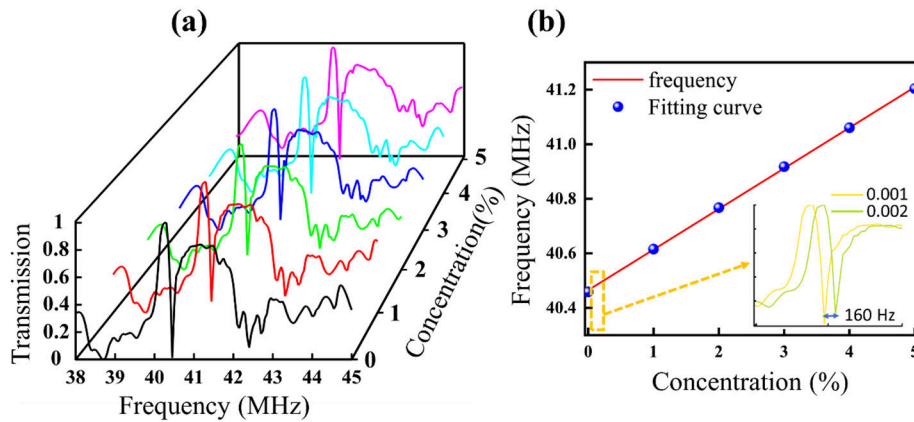 (a)
Transmission
1
0.8
0.6
0.4
0.2
0
38 39 40 41 42 43 44 45
Frequency (MHz)
0
1
2
3
4
5
Concentration(%)
(b)
frequency
Fitting curve
Frequency (MHz)
41.2
41.0
40.8
40.6
40.4
0 1 2 3 4 5
Concentration (%)
0.001
0.002
160 Hz